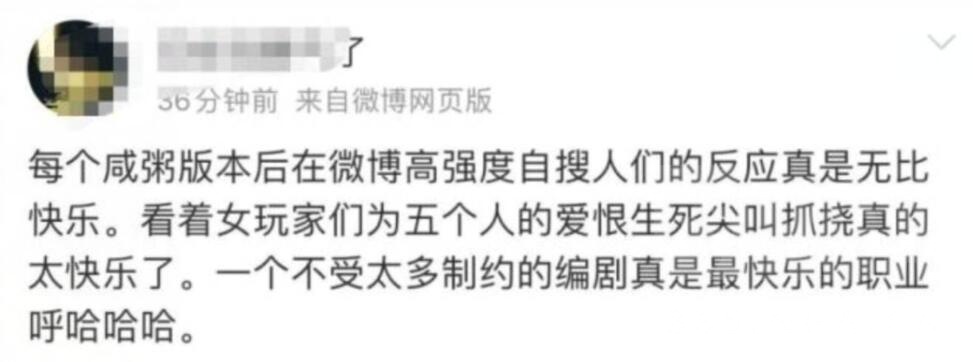 了
36分钟前 来自微博网页版
每个咸粥版本后在微博高强度自搜人们的反应真是无比
快乐。看着女玩家们为五个人的爱恨生死尖叫抓挠真的
太快乐了。一个不受太多制约的编剧真是最快乐的职业
呼哈哈哈。